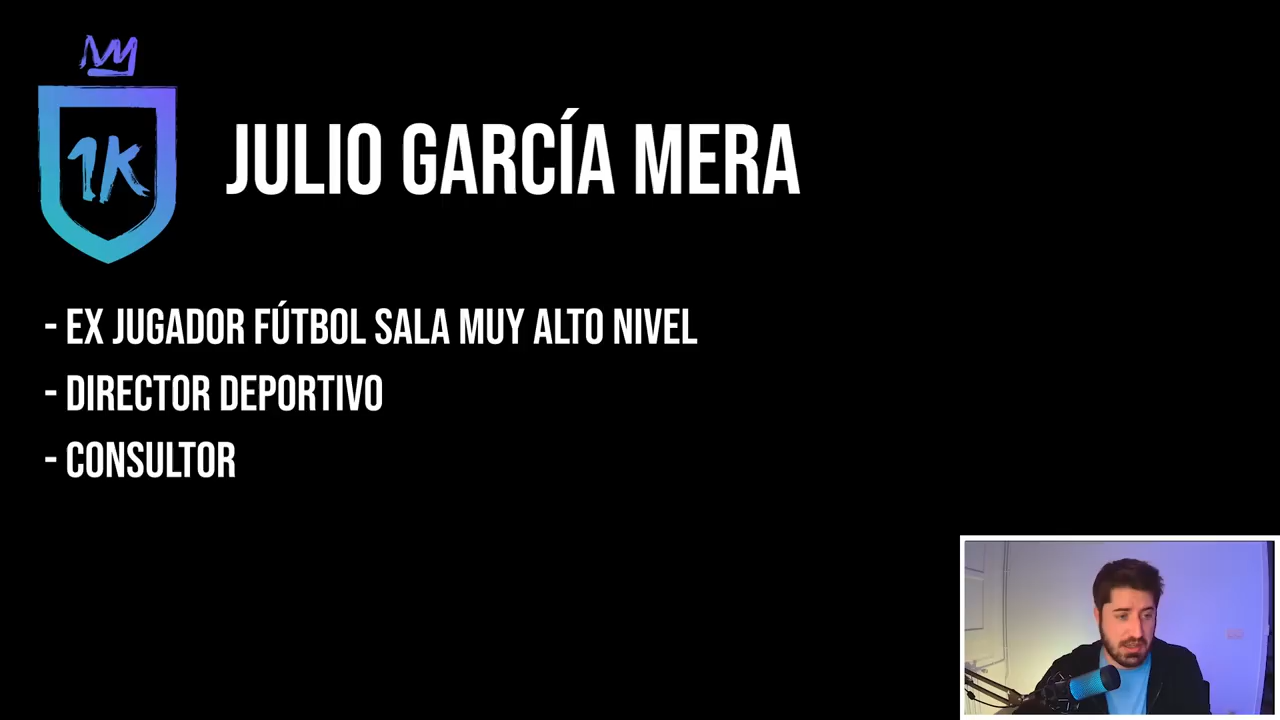 1K
JULIO GARCÍA MERA
- EX JUGADOR FÚTBOL SALA MUY ALTO NIVEL
- DIRECTOR DEPORTIVO
- CONSULTOR